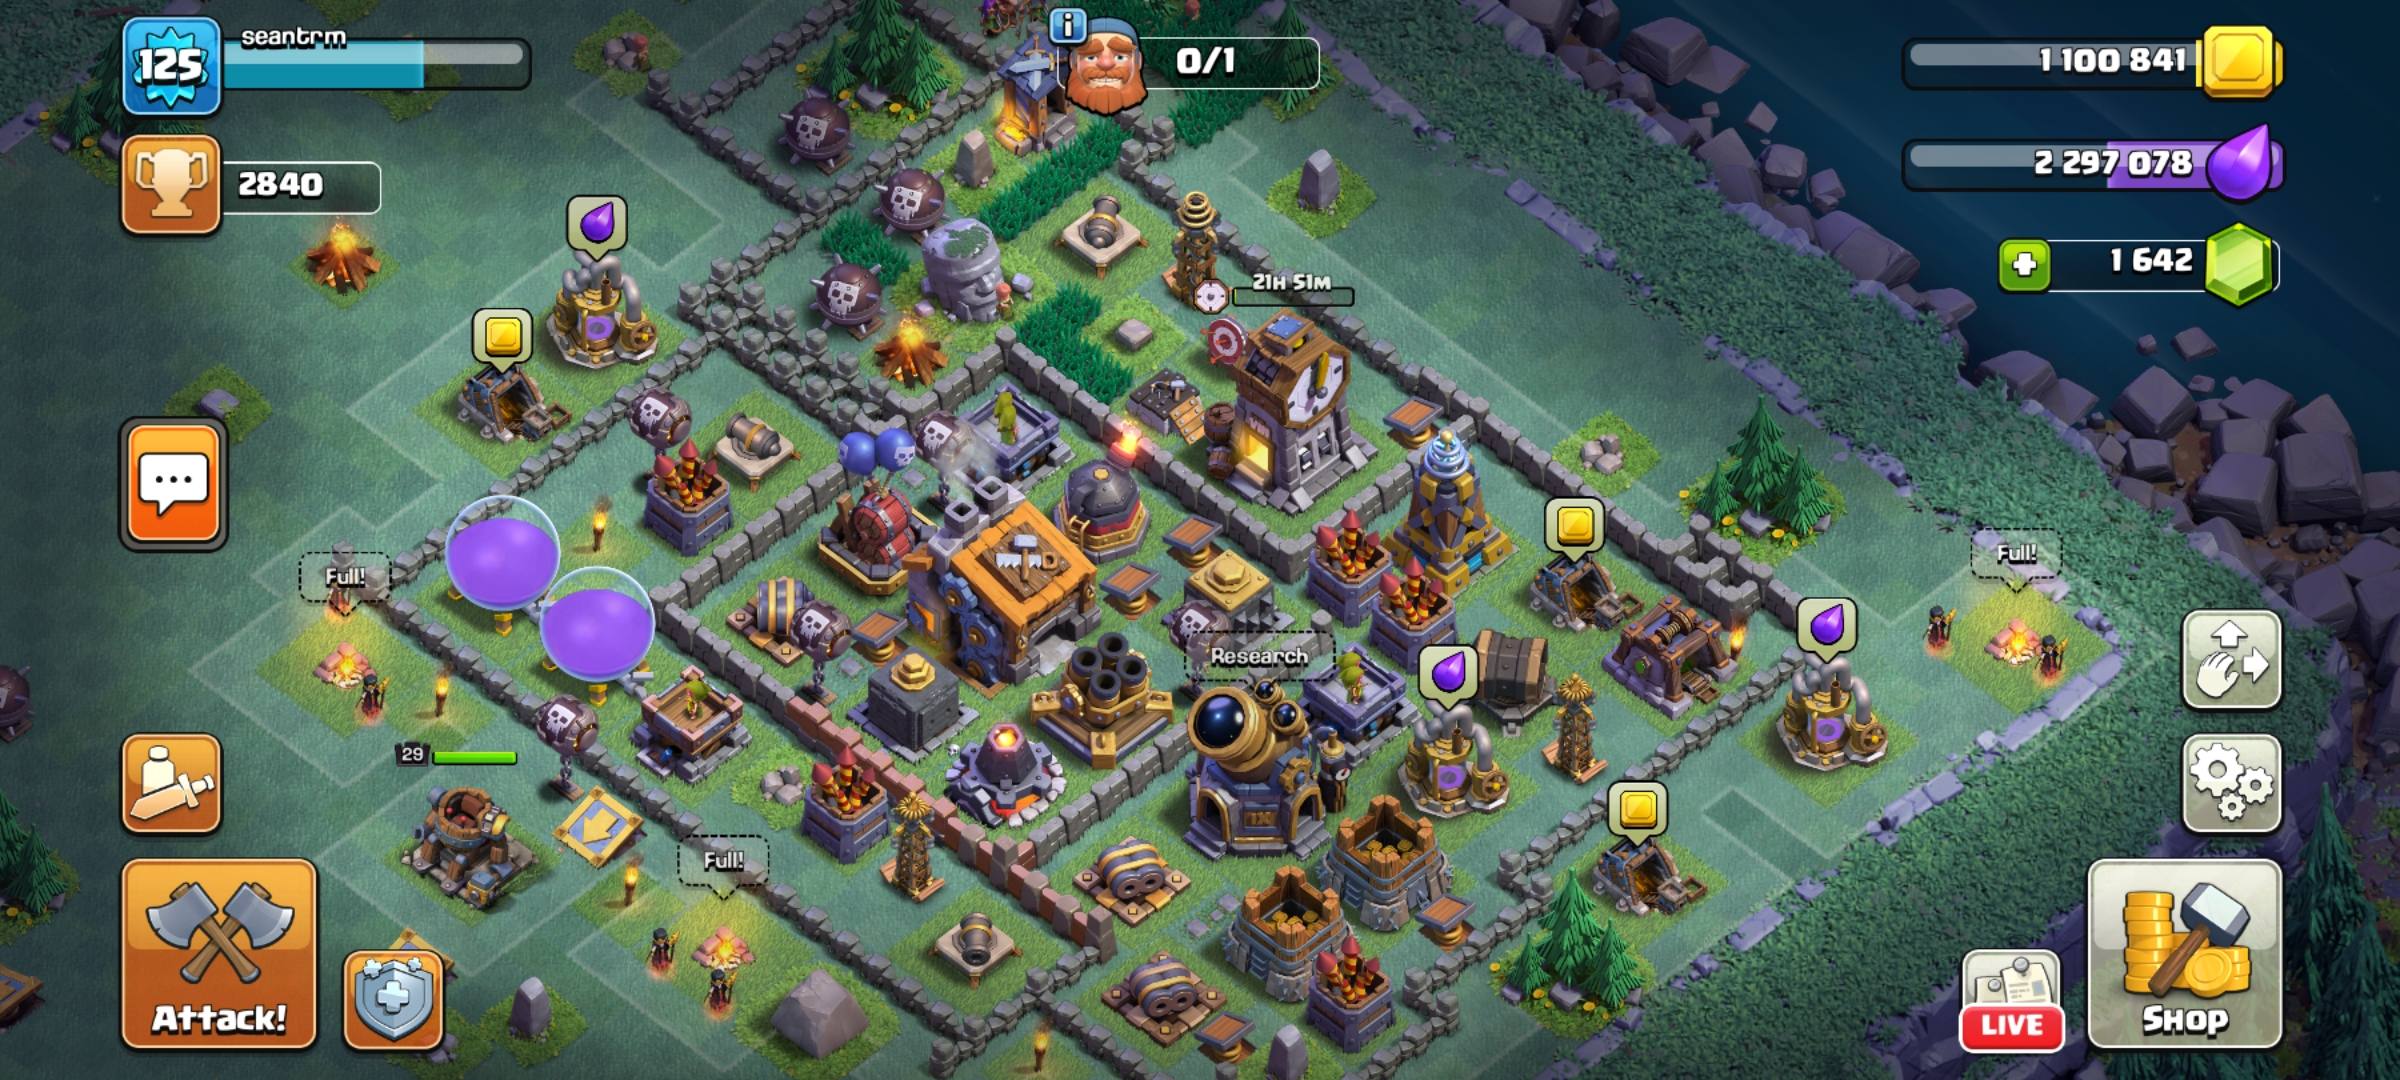 125
seantrm
0/1
1 100 841
2840
2 297 078
1 642
21H 51M
Full!
Full!
Research
29
Full!
Attack!
LIVE
Shop